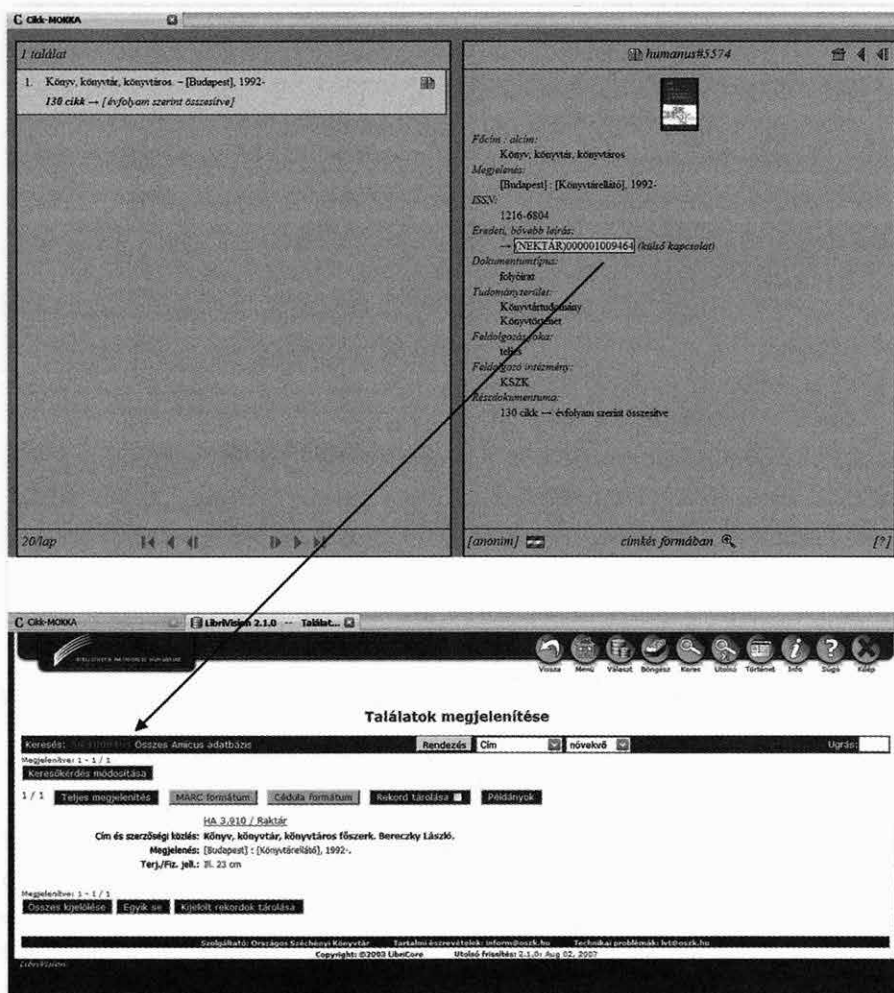 Cikk-MOKKA
1 találat
1. Könyv, könyvtár, könyvtáros – [Budapest], 1992-
130 cikk → [évfolyam szerint összesítve]
20/lap
humanus#5574
Főcím : alcím:
Könyv, könyvtár, könyvtáros
Megjelenés:
[Budapest] : [Könyvtárellátó], 1992-
ISSN:
1216-6804
Eredeti, bővebb leírás:
→ (NEKTÁR)000001009464 (külső kapcsolat)
Dokumentumtípus:
folyóirat
Tudományterület:
Könyvtártudomány
Könyvtörténet
Feldolgozás foka:
teljes
Feldolgozó intézmény:
KSZK
Részdokumentuma:
130 cikk → évfolyam szerint összesítve
[anonim] címkés formában [?]
Cikk-MOKKA LibriVision 2.1.0 -- Találat...
Vissza Menü Választ Böngész Keres Utolsó Történet Info Súgó Kilép
Találatok megjelenítése
Keresés: Összes Amicus adatbázis Rendezés Cím növekvő Ugrás:
Megjelenítve: 1 - 1 / 1
Keresőkérdés módosítása
1 / 1 Teljes megjelenítés MARC formátum Cédula formátum Rekord tárolása Példányok
HA 3.910 / Raktár
Cím és szerzőségi közlés: Könyv, könyvtár, könyvtáros főszerk. Bereczky László.
Megjelenés: [Budapest] : [Könyvtárellátó], 1992-.
Terj./Fiz. jell.: Ill. 23 cm
Megjelenítve: 1 - 1 / 1
Összes kijelölése Egyik se Kijelölt rekordok tárolása
Szolgáltató: Országos Széchényi Könyvtár Tartalmi észrevételek: inform@oszk.hu Technikai problémák: lvt@oszk.hu
Copyright: ©2003 LibriCore Utolsó frissítés: 2.1.0: Aug 02, 2007
LibriVision